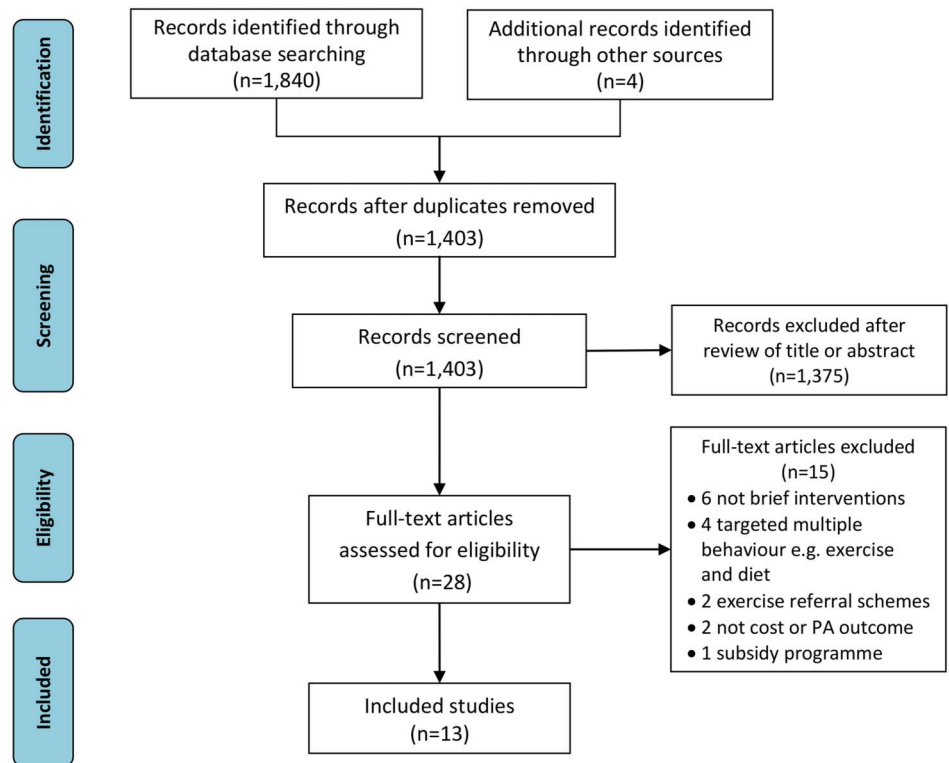 Identification
Records identified through
database searching
(n=1,840)
Additional records identified
through other sources
(n=4)
Records after duplicates removed
(n=1,403)
Screening
Records screened
(n=1,403)
Records excluded after
review of title or abstract
(n=1,375)
Eligibility
Full-text articles
assessed for eligibility
(n=28)
Full-text articles excluded
(n=15)
• 6 not brief interventions
• 4 targeted multiple
behaviour e.g. exercise
and diet
• 2 exercise referral schemes
• 2 not cost or PA outcome
• 1 subsidy programme
Included
Included studies
(n=13)